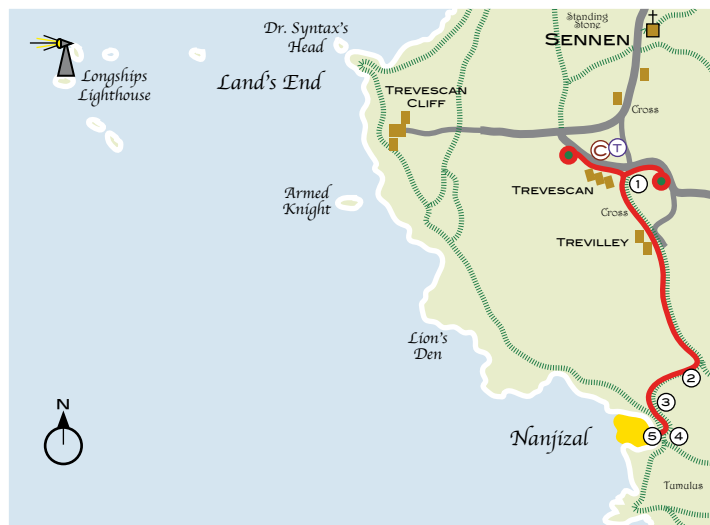 Dr. Syntax's
Head
Standing
Stone
SENNEN
Longships
Lighthouse
Land's End
TREVESCAN
CLIFF
Cross
C
T
Armed
Knight
TREVESCAN
1
Cross
TREVILLEY
Lion's
Den
2
3
Nanjizal
5
4
N
Tumulus